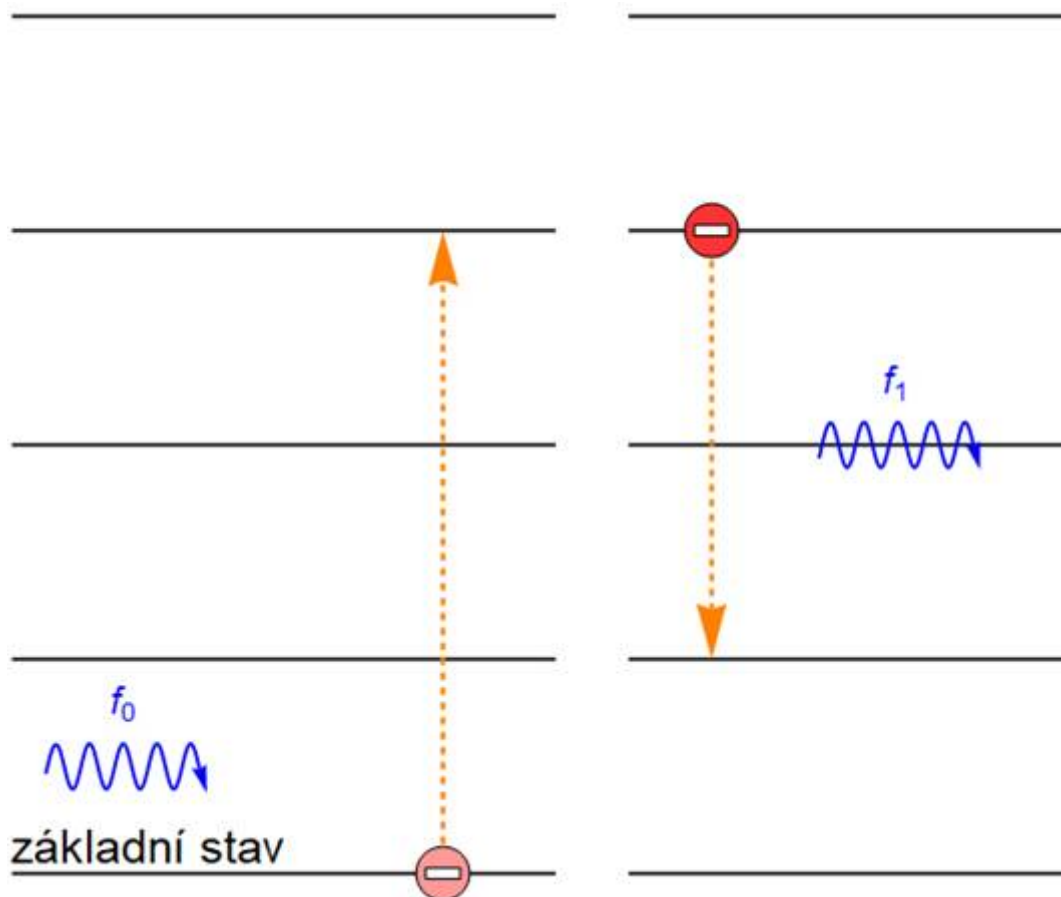 f₁
f₀
základní stav